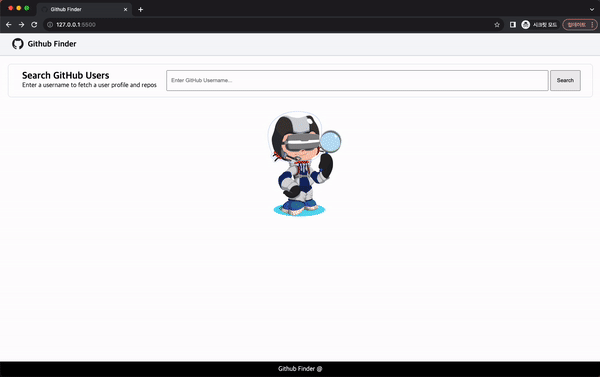 Github Finder
127.0.0.1:5500
시크릿 모드
업데이트
Github Finder
Search GitHub Users
Enter a username to fetch a user profile and repos
Enter GitHub Username...
Search
Github Finder @